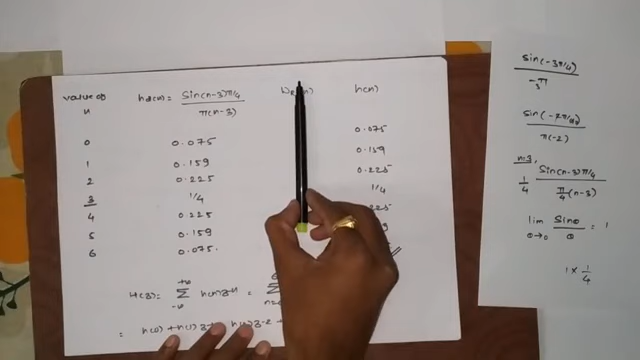 value of n hd(n) = sin(n-3)π/4 / π(n-3) h(n)
0 0.075 0.075
1 0.159 0.159
2 0.225 0.225
3 1/4 1/4
4 0.225 0.225
5 0.159
6 0.075.
H(z) = Σ h(n)z-n = Σ
= h(0) + h(1)z-1 h(2)z-2 +
sin(-3π/4) / -3π
π(-2)
n=3,
1/4 sin(n-3)π/4 / π/4 (n-3)
lim θ→0 sinθ / θ = 1
1 × 1/4